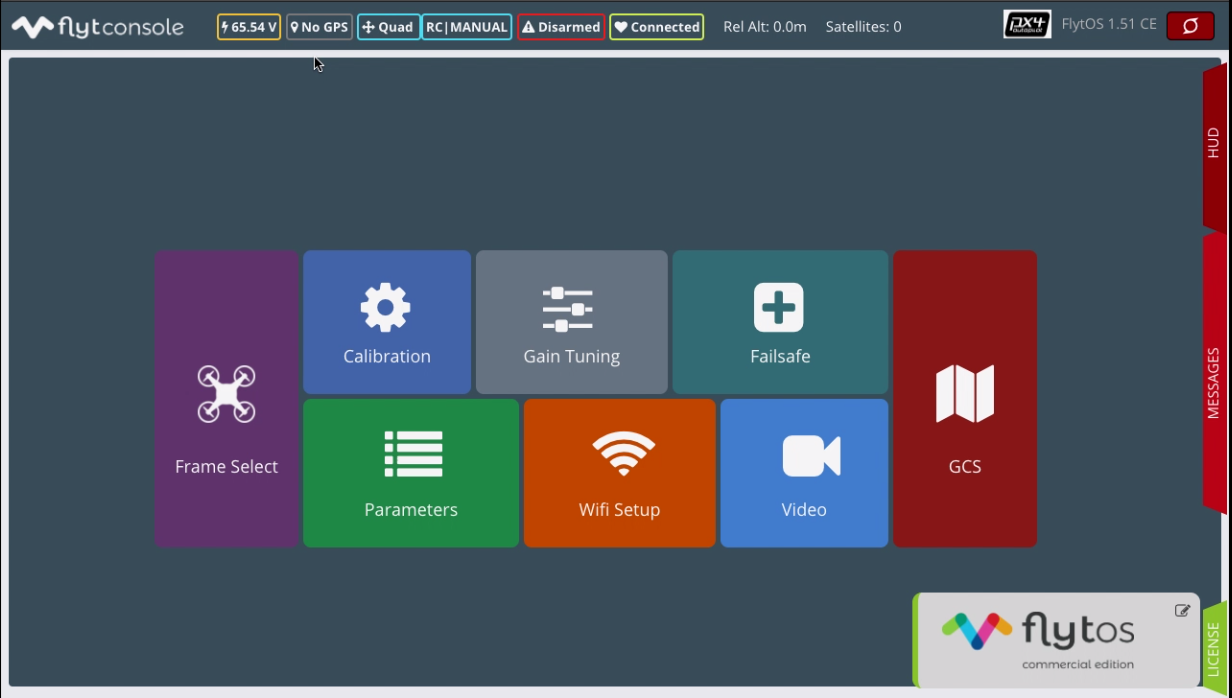 flytconsole
65.54 V
No GPS
Quad
RC|MANUAL
Disarmed
Connected
Rel Alt: 0.0m
Satellites: 0
px4
autopilot
FlytOS 1.51 CE
HUD
Calibration
Gain Tuning
Failsafe
Frame Select
GCS
MESSAGES
Parameters
Wifi Setup
Video
flytos
commercial edition
LICENSE